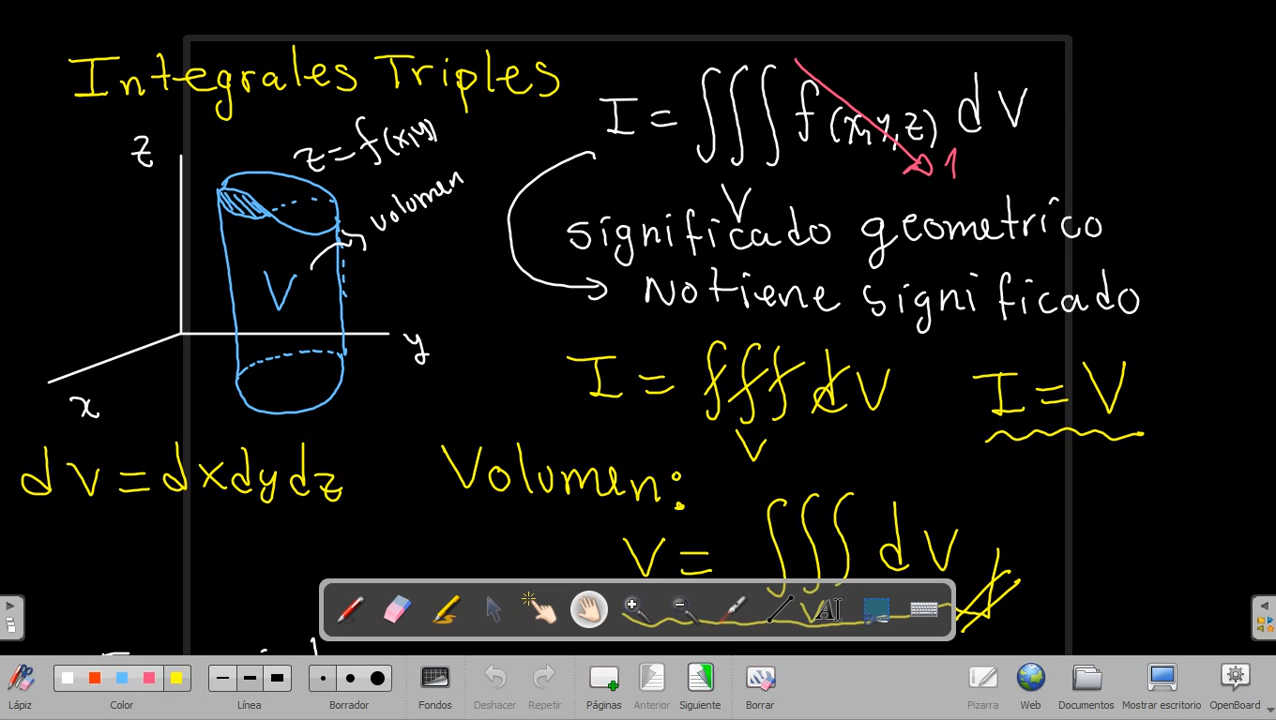 Integrales Triples
z
z=f(x,y)
volumen
V
y
x
I = ∭ f(x,y,z) dV
1
V
significado geometrico
No tiene significado
I = ∭ dV
V
I = V
dV = dxdydz
Volumen:
V = ∭ dV
V
AI
Lápiz
Color
Línea
Borrador
Fondos
Deshacer
Repetir
Páginas
Anterior
Siguiente
Borrar
Pizarra
Web
Documentos
Mostrar escritorio
OpenBoard